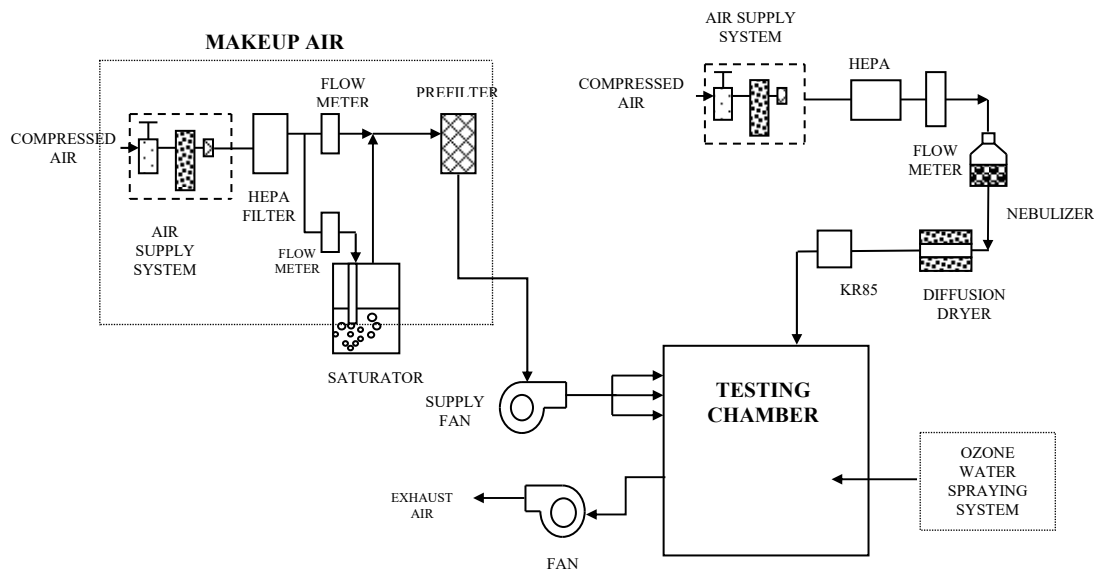 MAKEUP AIR
FLOW
METER
PREFILTER
COMPRESSED
AIR
HEPA
FILTER
AIR
SUPPLY
SYSTEM
FLOW
METER
SATURATOR
SUPPLY
FAN
EXHAUST
AIR
FAN
AIR SUPPLY
SYSTEM
HEPA
COMPRESSED
AIR
FLOW
METER
NEBULIZER
KR85
DIFFUSION
DRYER
TESTING
CHAMBER
OZONE
WATER
SPRAYING
SYSTEM